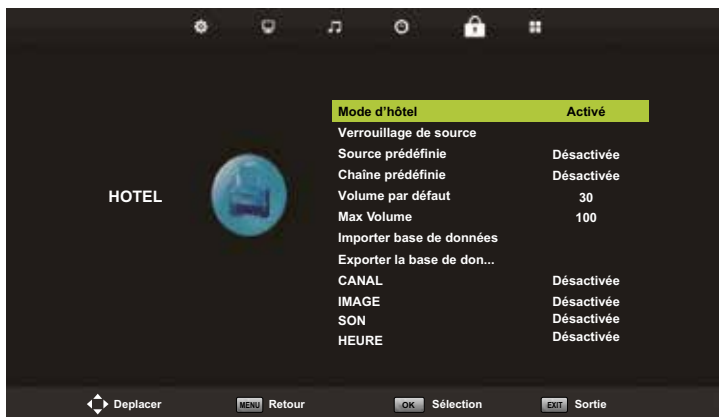 Mode d'hôtel Activé
Verrouillage de source
Source prédéfinie Désactivée
Chaîne prédéfinie Désactivée
HOTEL
Volume par défaut 30
Max Volume 100
Importer base de données
Exporter la base de don...
CANAL Désactivée
IMAGE Désactivée
SON Désactivée
HEURE Désactivée
Deplacer MENU Retour OK Sélection EXIT Sortie